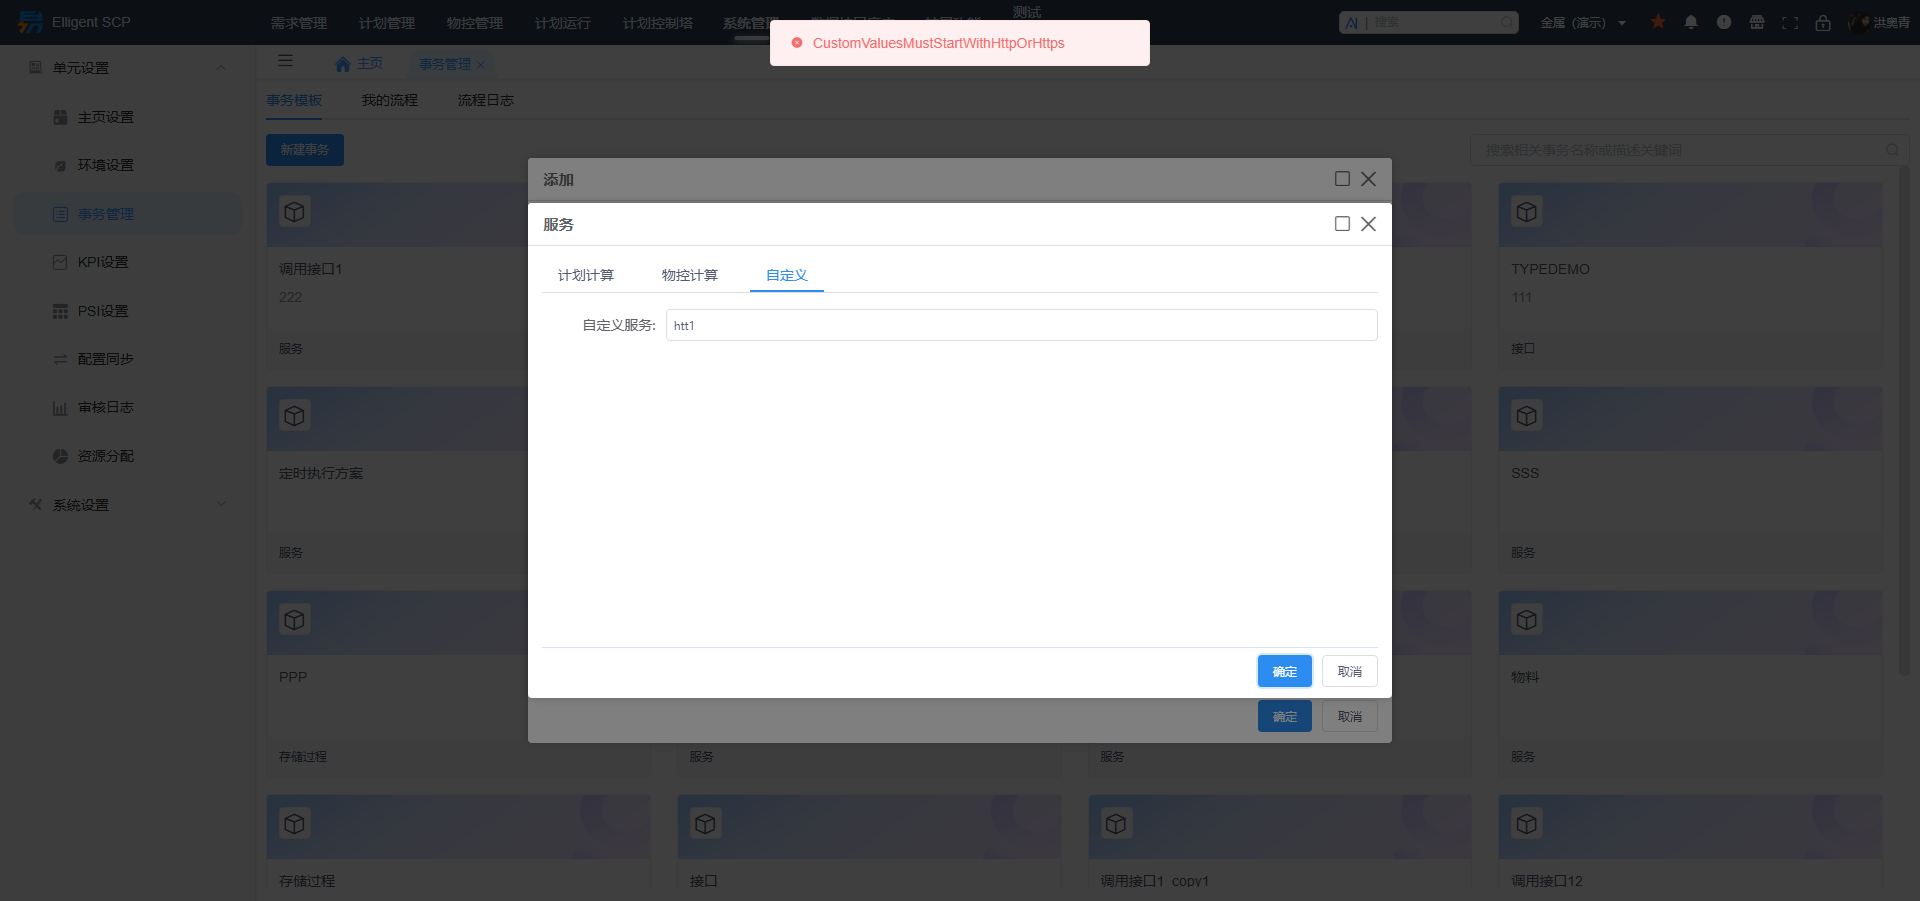 Elligent SCP
需求管理
计划管理
物控管理
计划运行
计划控制塔
系统管理
测试
AI | 搜索
金属（演示）
洪奥青
CustomValuesMustStartWithHttpOrHttps
单元设置
主页设置
环境设置
事务管理
KPI设置
PSI设置
配置同步
审核日志
资源分配
系统设置
主页
事务管理
事务模板
我的流程
流程日志
新建事务
搜索相关事务名称或描述关键词
添加
服务
计划计算
物控计算
自定义
自定义服务:
htt1
确定
取消
确定
取消
调用接口1
222
服务
TYPEDEMO
111
接口
定时执行方案
服务
SSS
服务
PPP
存储过程
服务
服务
物料
服务
存储过程
接口
调用接口1_copy1
调用接口12